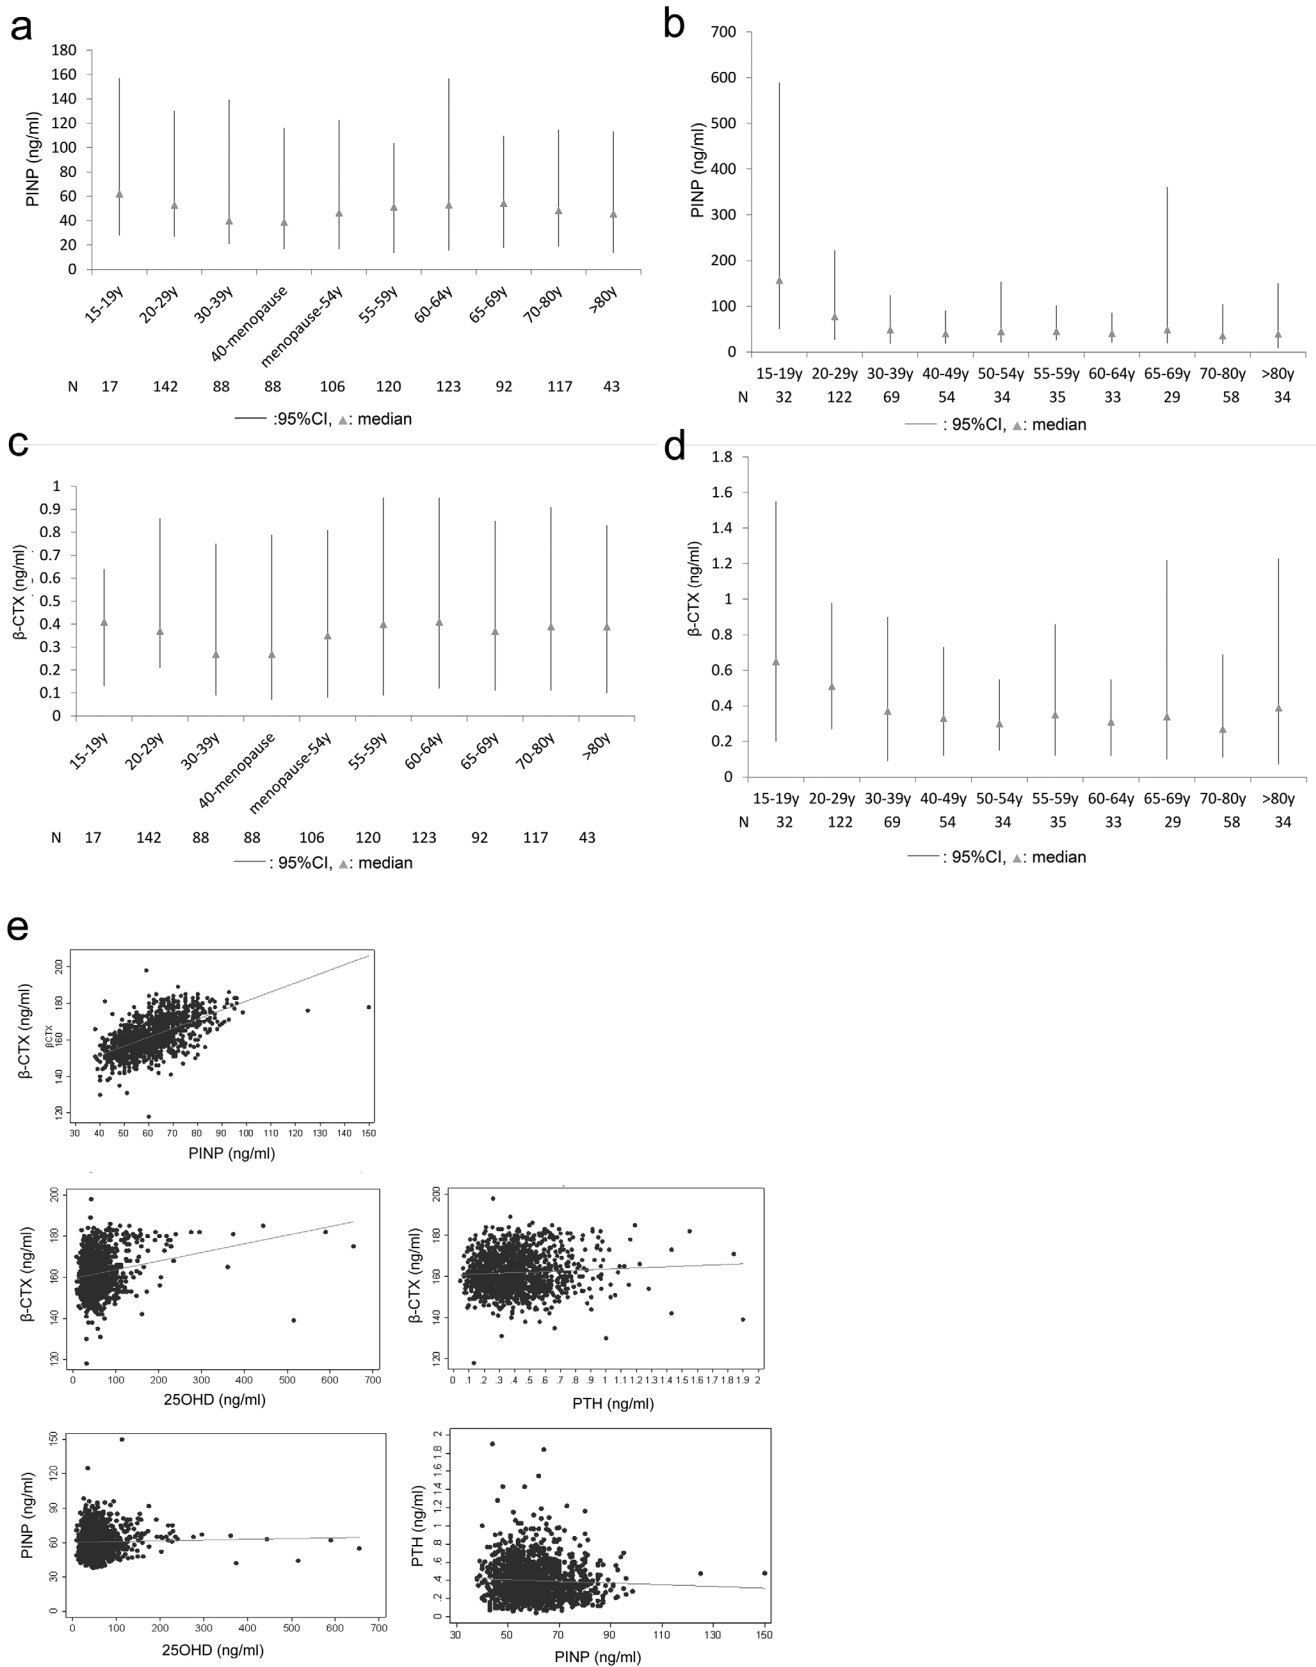 a
PINP (ng/ml)
180
160
140
120
100
80
60
40
20
0
15-19y 20-29y 30-39y 40-menopause menopause-54y 55-59y 60-64y 65-69y 70-80y >80y
N 17 142 88 88 106 120 123 92 117 43
:95%CI, ▲: median
b
PINP (ng/ml)
700
600
500
400
300
200
100
0
15-19y 20-29y 30-39y 40-49y 50-54y 55-59y 60-64y 65-69y 70-80y >80y
N 32 122 69 54 34 35 33 29 58 34
: 95%CI, ▲: median
c
β-CTX (ng/ml)
1
0.9
0.8
0.7
0.6
0.5
0.4
0.3
0.2
0.1
0
15-19y 20-29y 30-39y 40-menopause menopause-54y 55-59y 60-64y 65-69y 70-80y >80y
N 17 142 88 88 106 120 123 92 117 43
: 95%CI, ▲: median
d
β-CTX (ng/ml)
1.8
1.6
1.4
1.2
1
0.8
0.6
0.4
0.2
0
15-19y 20-29y 30-39y 40-49y 50-54y 55-59y 60-64y 65-69y 70-80y >80y
N 32 122 69 54 34 35 33 29 58 34
: 95%CI, ▲: median
e
β-CTX (ng/ml)
βCTX
120 140 160 180 200
30 40 50 60 70 80 90 100 110 120 130 140 150
PINP (ng/ml)
β-CTX (ng/ml)
120 140 160 180 200
0 100 200 300 400 500 600 700
25OHD (ng/ml)
β-CTX (ng/ml)
120 140 160 180 200
0 .1 .2 .3 .4 .5 .6 .7 .8 .9 1 1.1 1.2 1.3 1.4 1.5 1.6 1.7 1.8 1.9 2
PTH (ng/ml)
PINP (ng/ml)
0 30 60 90 120 150
0 100 200 300 400 500 600 700
25OHD (ng/ml)
PTH (ng/ml)
0 .2 .4 .6 .8 1 1.2 1.4 1.6 1.8 2
30 50 70 90 110 130 150
PINP (ng/ml)